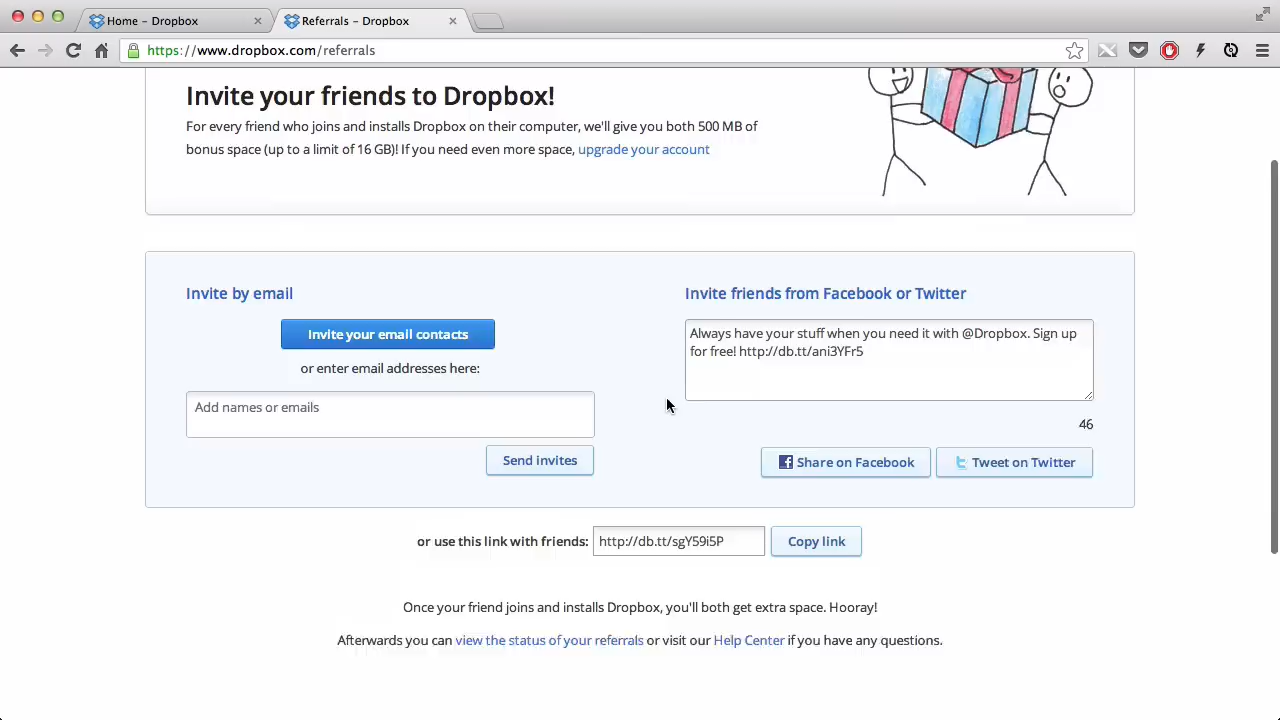 Home – Dropbox
Referrals – Dropbox
https://www.dropbox.com/referrals
Invite your friends to Dropbox!
For every friend who joins and installs Dropbox on their computer, we'll give you both 500 MB of
bonus space (up to a limit of 16 GB)! If you need even more space, upgrade your account
Invite by email
Invite your email contacts
or enter email addresses here:
Add names or emails
Send invites
Invite friends from Facebook or Twitter
Always have your stuff when you need it with @Dropbox. Sign up
for free! http://db.tt/ani3YFr5
46
Share on Facebook
Tweet on Twitter
or use this link with friends: http://db.tt/sgY59i5P Copy link
Once your friend joins and installs Dropbox, you'll both get extra space. Hooray!
Afterwards you can view the status of your referrals or visit our Help Center if you have any questions.